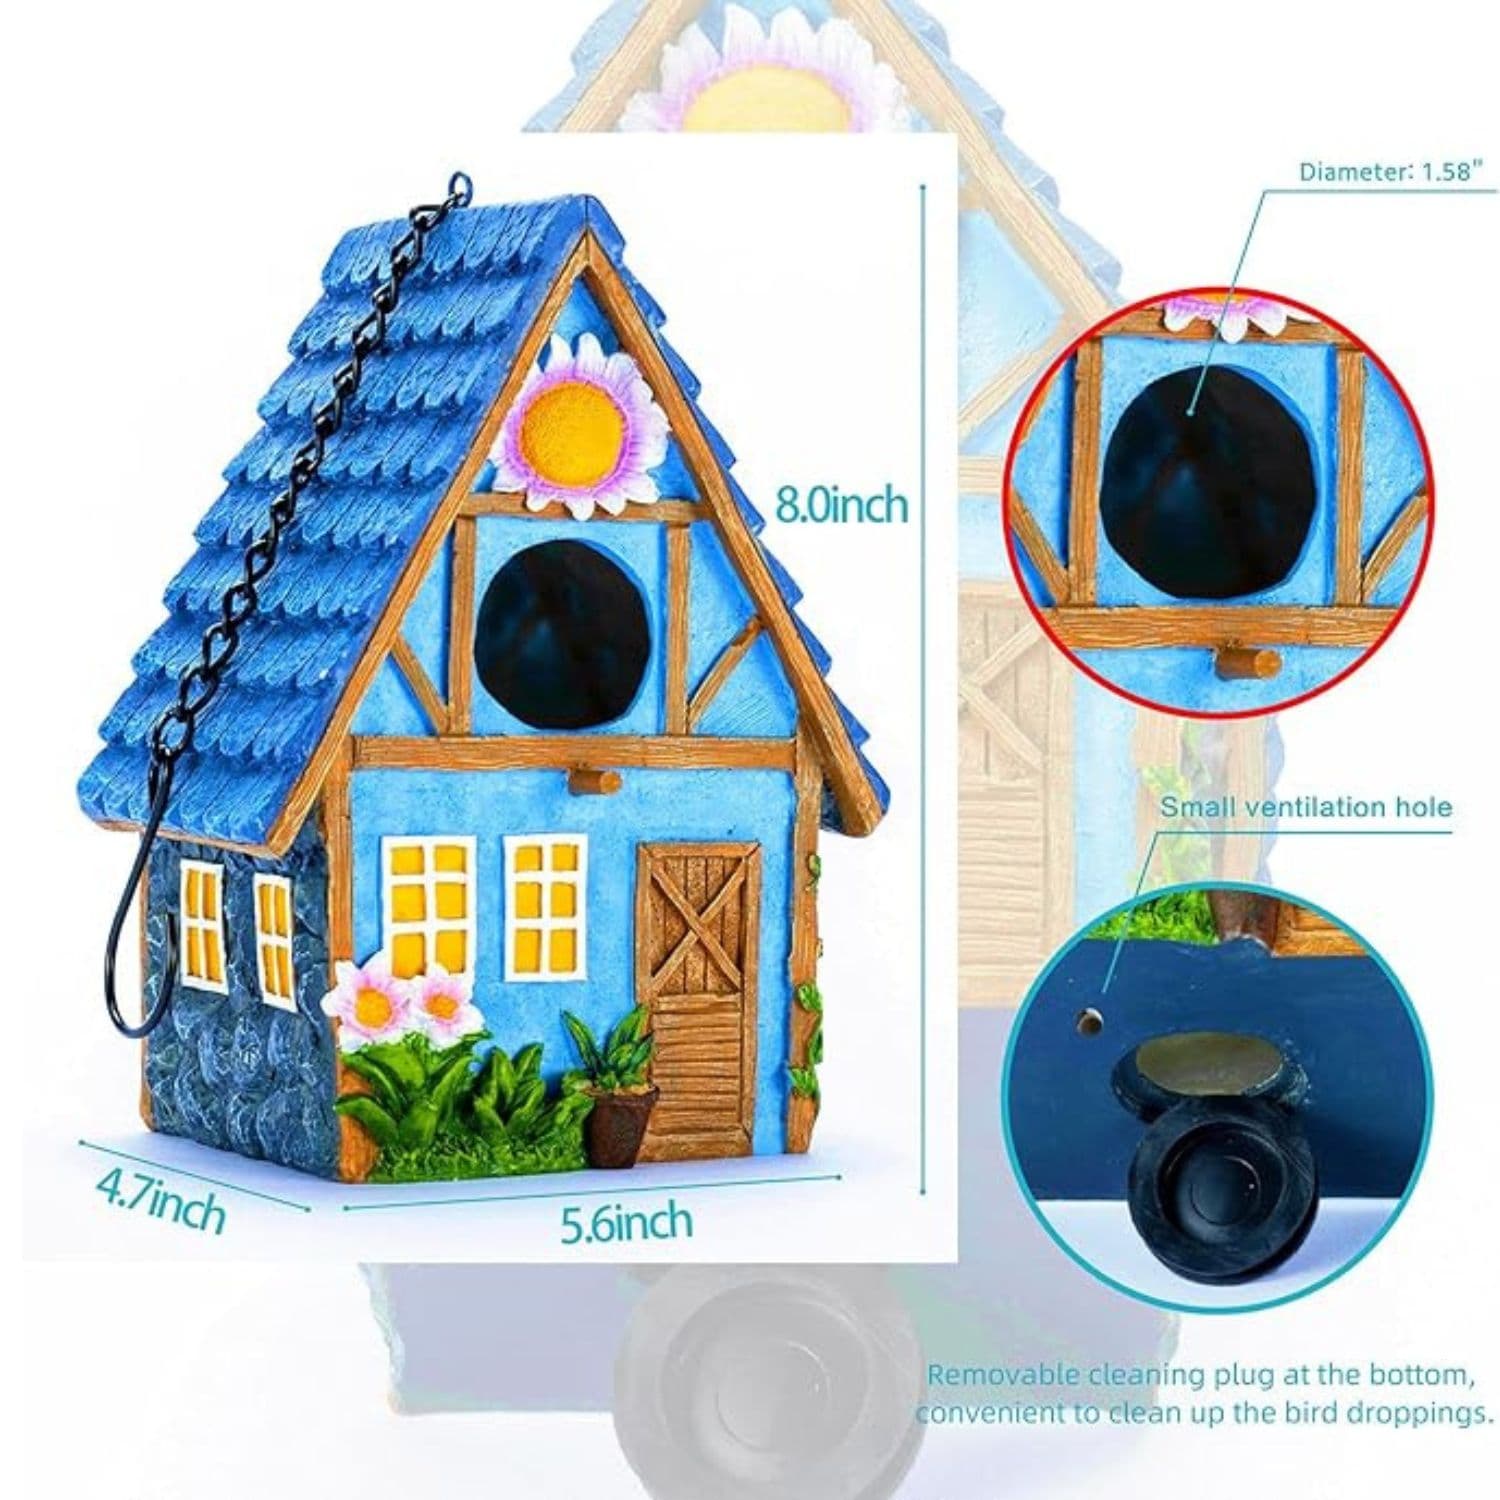 Diameter: 1.58"
8.0inch
Small ventilation hole
4.7inch
5.6inch
Removable cleaning plug at the bottom,
convenient to clean up the bird droppings.